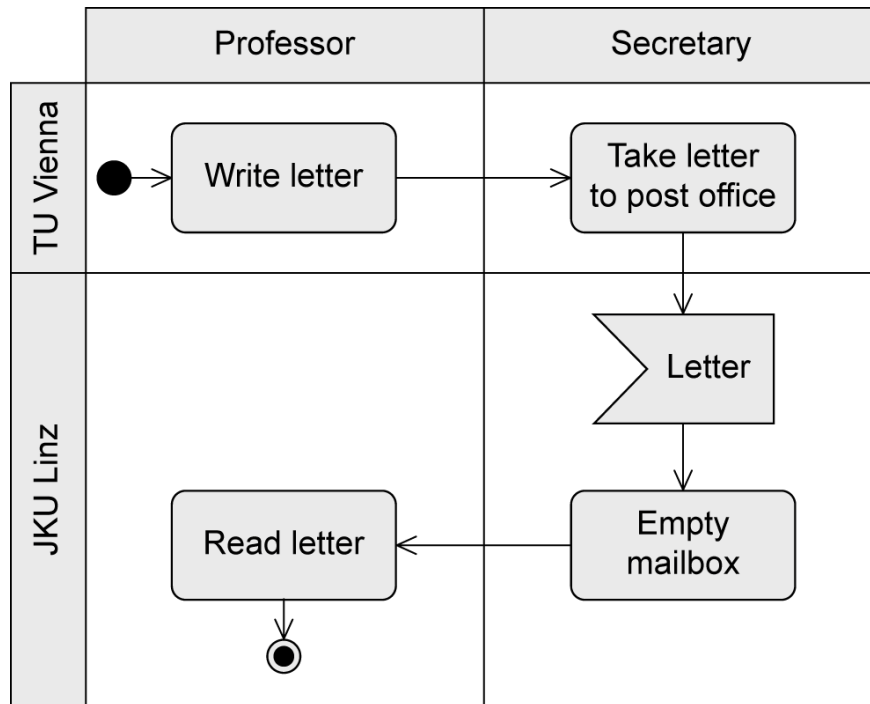 Professor
Secretary
TU Vienna
Write letter
Take letter
to post office
JKU Linz
Letter
Read letter
Empty
mailbox